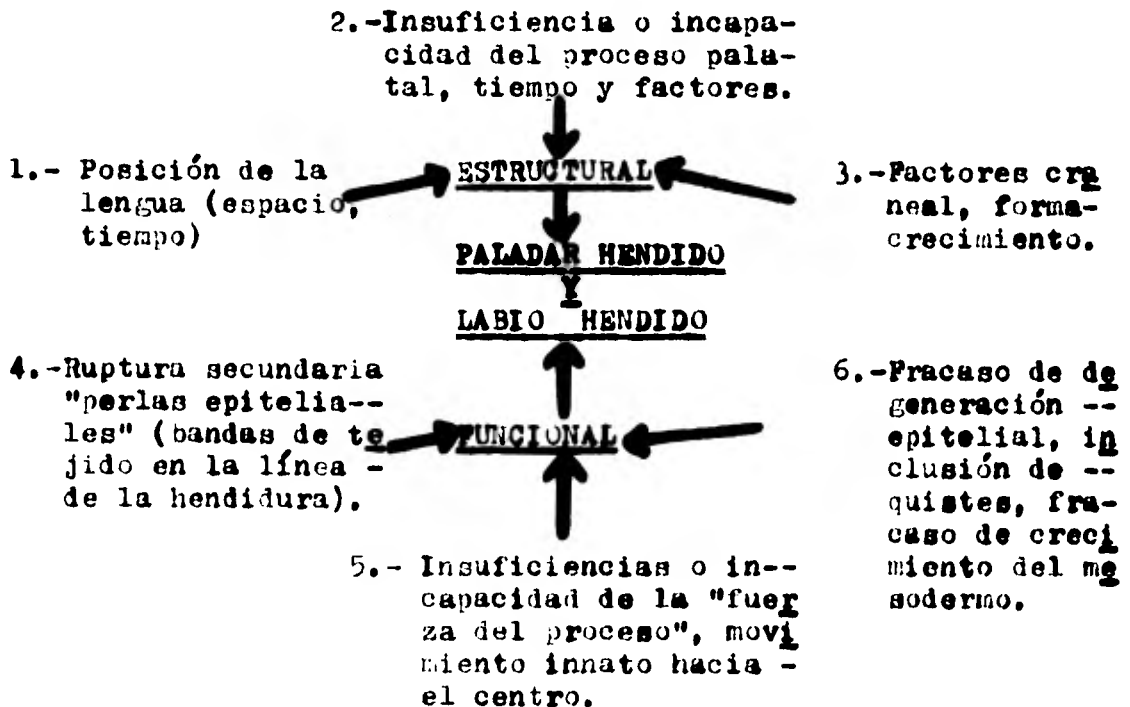 2.-Insuficiencia o incapa-
cidad del proceso pala-
tal, tiempo y factores.
1.- Posición de la
lengua (espacio,
tiempo)
ESTRUCTURAL
3.-Factores cra
neal, forma-
crecimiento.
PALADAR HENDIDO
Y
LABIO HENDIDO
4.-Ruptura secundaria
"perlas epitelia--
les" (bandas de te
jido en la línea -
de la hendidura).
FUNCIONAL
6.-Fracaso de de
generación --
epitelial, in
clusión de --
quistes, fra-
caso de creci
miento del me
sodermo.
5.- Insuficiencias o in--
capacidad de la "fuer
za del proceso", movi
miento innato hacia -
el centro.